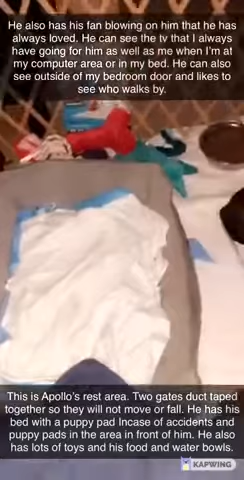 He also has his fan blowing on him that he has
always loved. He can see the tv that I always
have going for him as well as me when I'm at
my computer area or in my bed. He can also
see outside of my bedroom door and likes to
see who walks by.
This is Apollo's rest area. Two gates duct taped
together so they will not move or fall. He has his
bed with a puppy pad Incase of accidents and
puppy pads in the area in front of him. He also
has lots of toys and his food and water bowls.
KAPWING